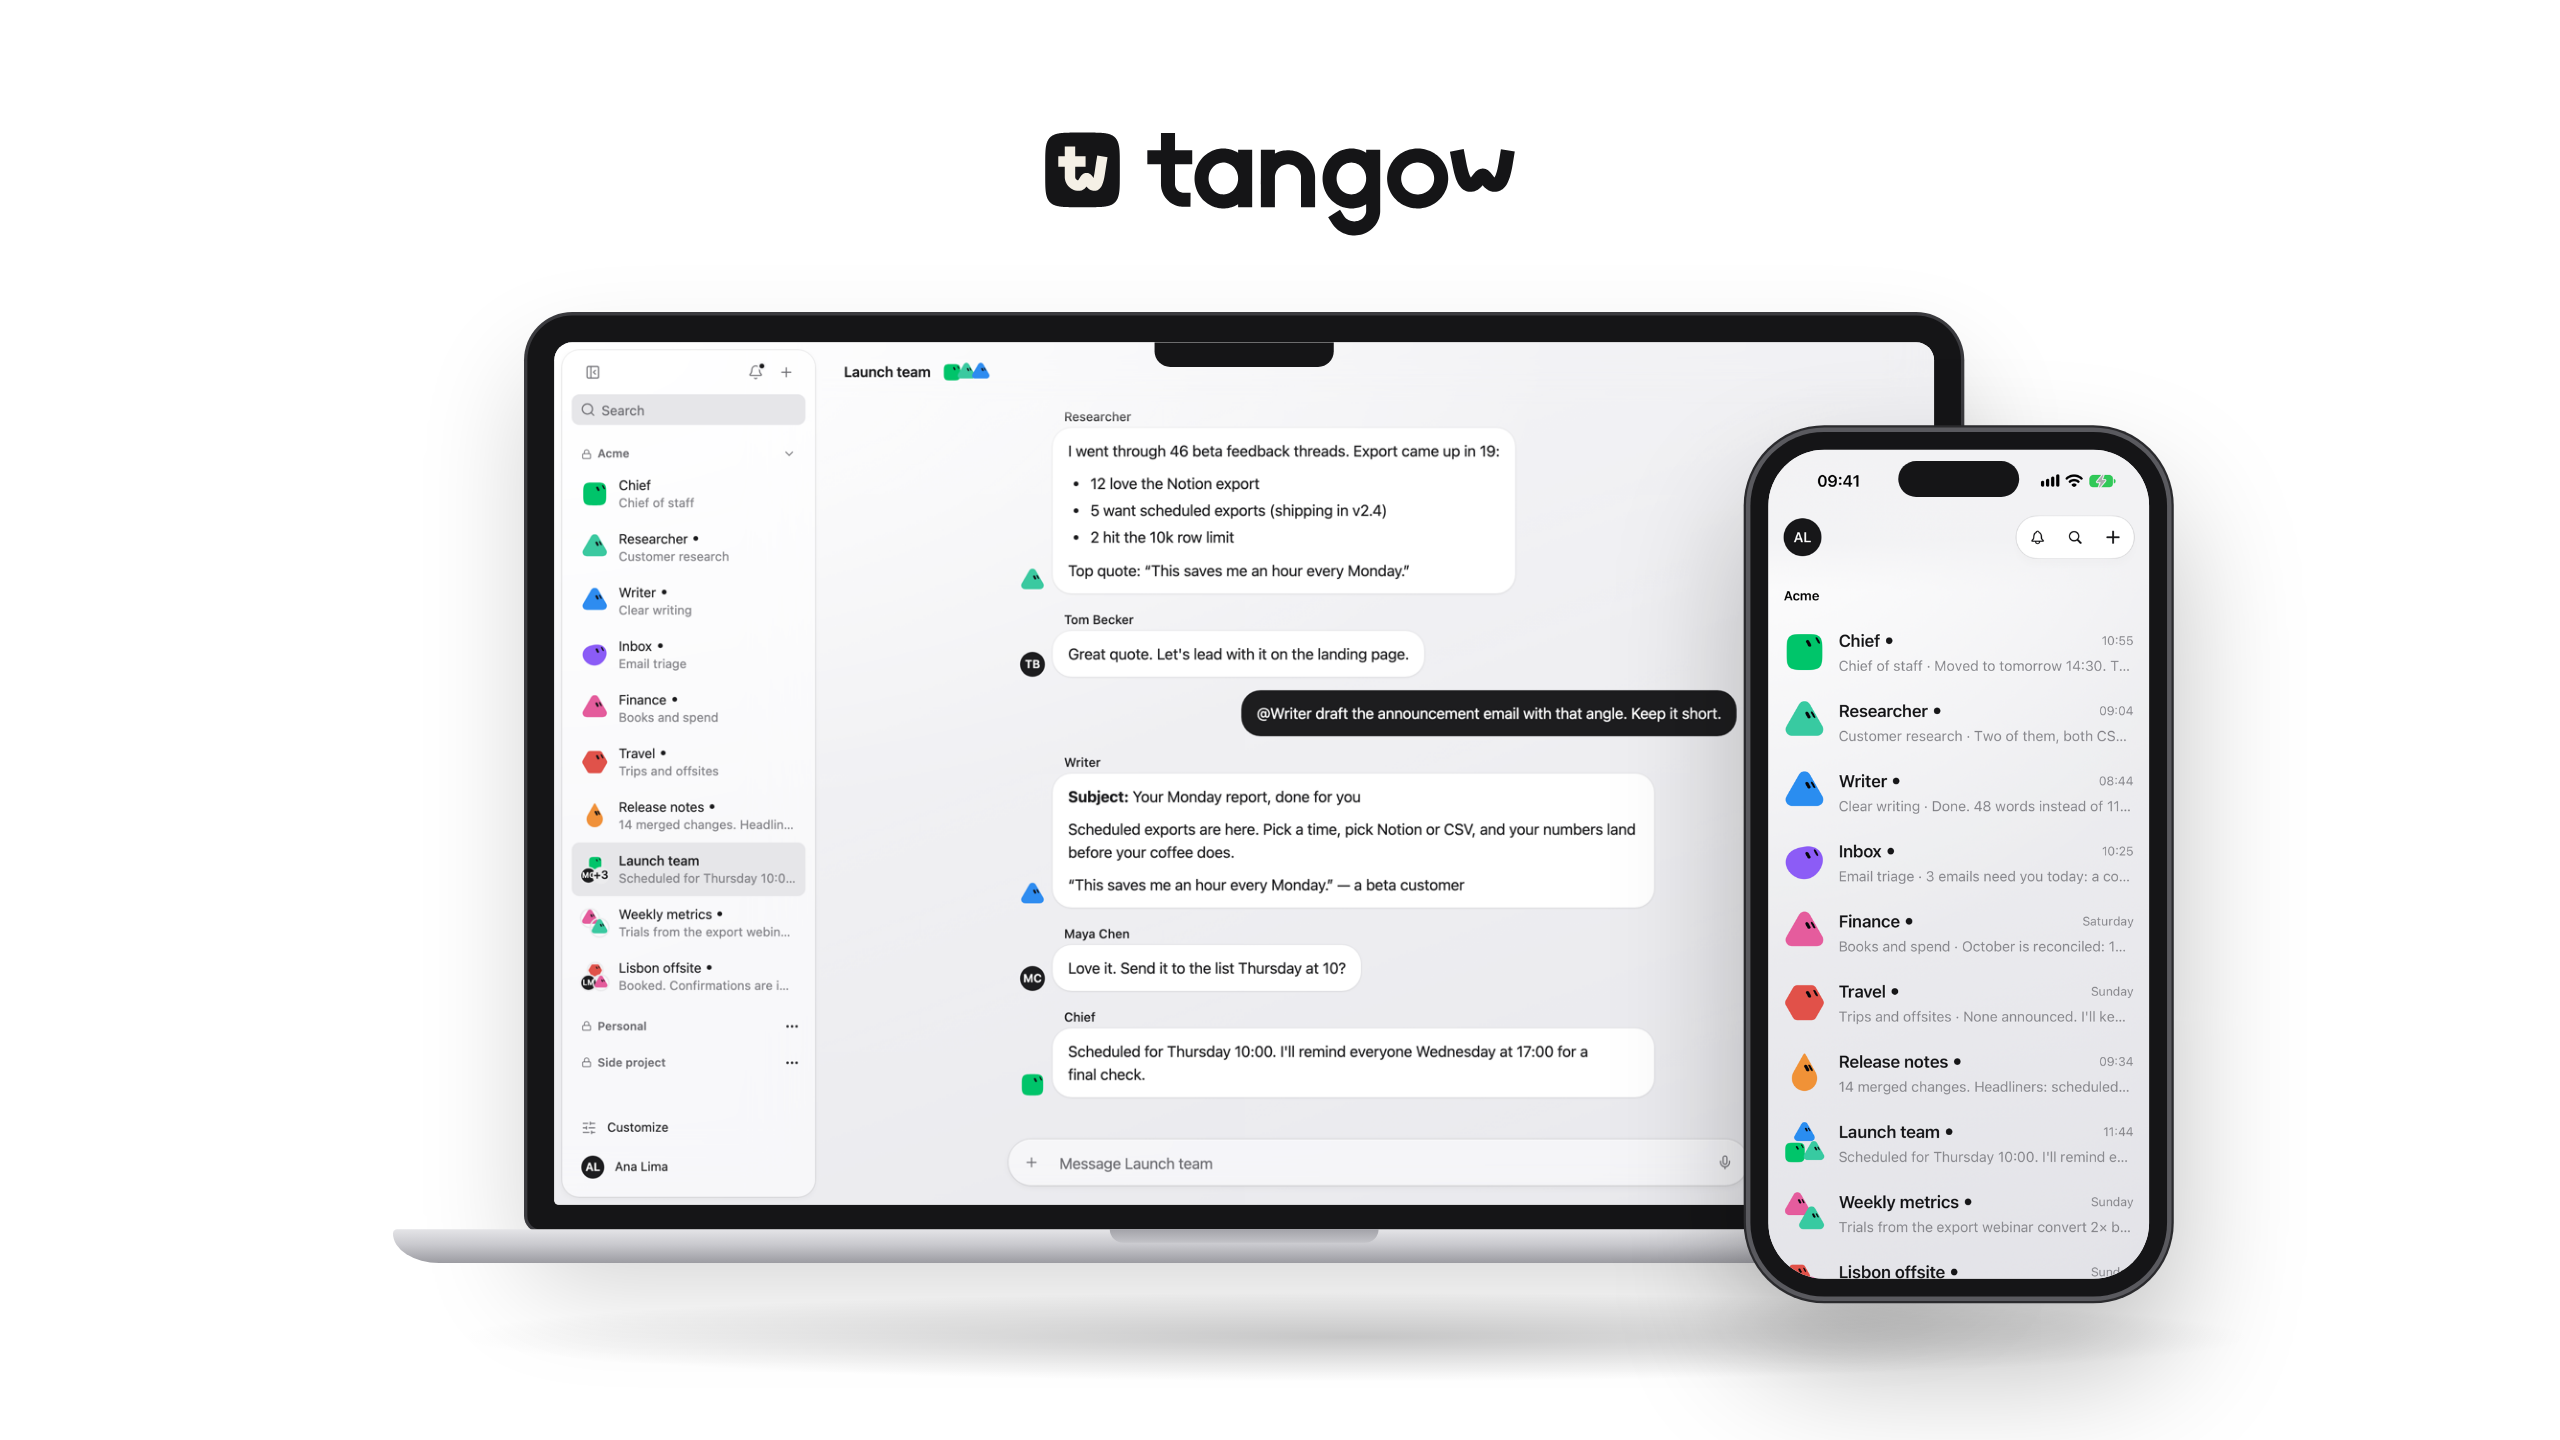 tw tangow
Search
Acme
Chief
Chief of staff
Researcher •
Customer research
Writer •
Clear writing
Inbox •
Email triage
Finance •
Books and spend
Travel •
Trips and offsites
Release notes •
14 merged changes. Headlin...
+3
Launch team
Scheduled for Thursday 10:0...
Weekly metrics •
Trials from the export webin...
Lisbon offsite •
Booked. Confirmations are i...
Personal
Side project
Customize
AL Ana Lima
Launch team
Researcher
I went through 46 beta feedback threads. Export came up in 19:
• 12 love the Notion export
• 5 want scheduled exports (shipping in v2.4)
• 2 hit the 10k row limit
Top quote: “This saves me an hour every Monday.”
Tom Becker
TB Great quote. Let's lead with it on the landing page.
@Writer draft the announcement email with that angle. Keep it short.
Writer
Subject: Your Monday report, done for you
Scheduled exports are here. Pick a time, pick Notion or CSV, and your numbers land
before your coffee does.
“This saves me an hour every Monday.” — a beta customer
Maya Chen
MC Love it. Send it to the list Thursday at 10?
Chief
Scheduled for Thursday 10:00. I'll remind everyone Wednesday at 17:00 for a
final check.
Message Launch team
09:41
AL
Acme
Chief • 10:55
Chief of staff · Moved to tomorrow 14:30. T...
Researcher • 09:04
Customer research · Two of them, both CS...
Writer • 08:44
Clear writing · Done. 48 words instead of 11...
Inbox • 10:25
Email triage · 3 emails need you today: a co...
Finance • Saturday
Books and spend · October is reconciled: 1...
Travel • Sunday
Trips and offsites · None announced. I'll ke...
Release notes • 09:34
14 merged changes. Headliners: scheduled...
Launch team • 11:44
Scheduled for Thursday 10:00. I'll remind e...
Weekly metrics • Sunday
Trials from the export webinar convert 2× b...
Lisbon offsite •